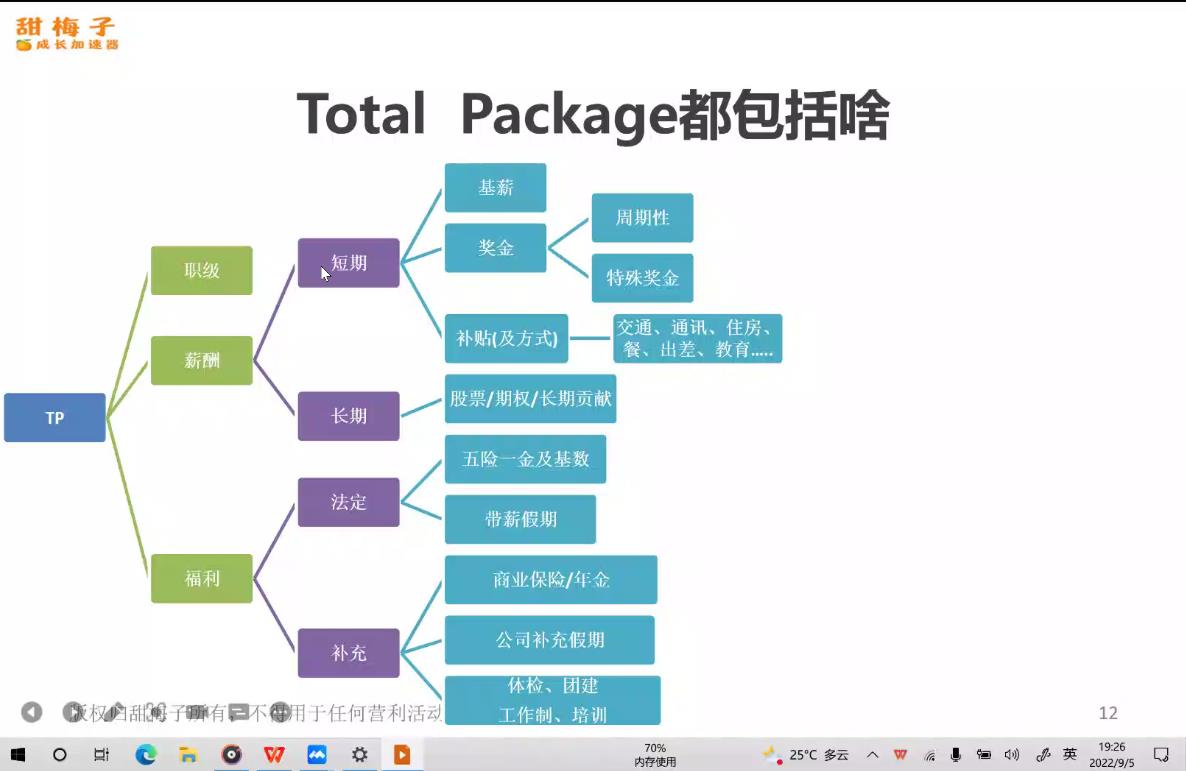 甜梅子
成长加速器
Total Package都包括啥
TP
职级
薪酬
福利
短期
长期
法定
补充
基薪
奖金
周期性
特殊奖金
补贴(及方式)
交通、通讯、住房、
餐、出差、教育.....
股票/期权/长期贡献
五险一金及基数
带薪假期
商业保险/年金
公司补充假期
体检、团建
工作制、培训
版权归甜梅子所有，不得用于任何营利活动
12
70%
内存使用
25°C 多云
英
19:26
2022/9/5